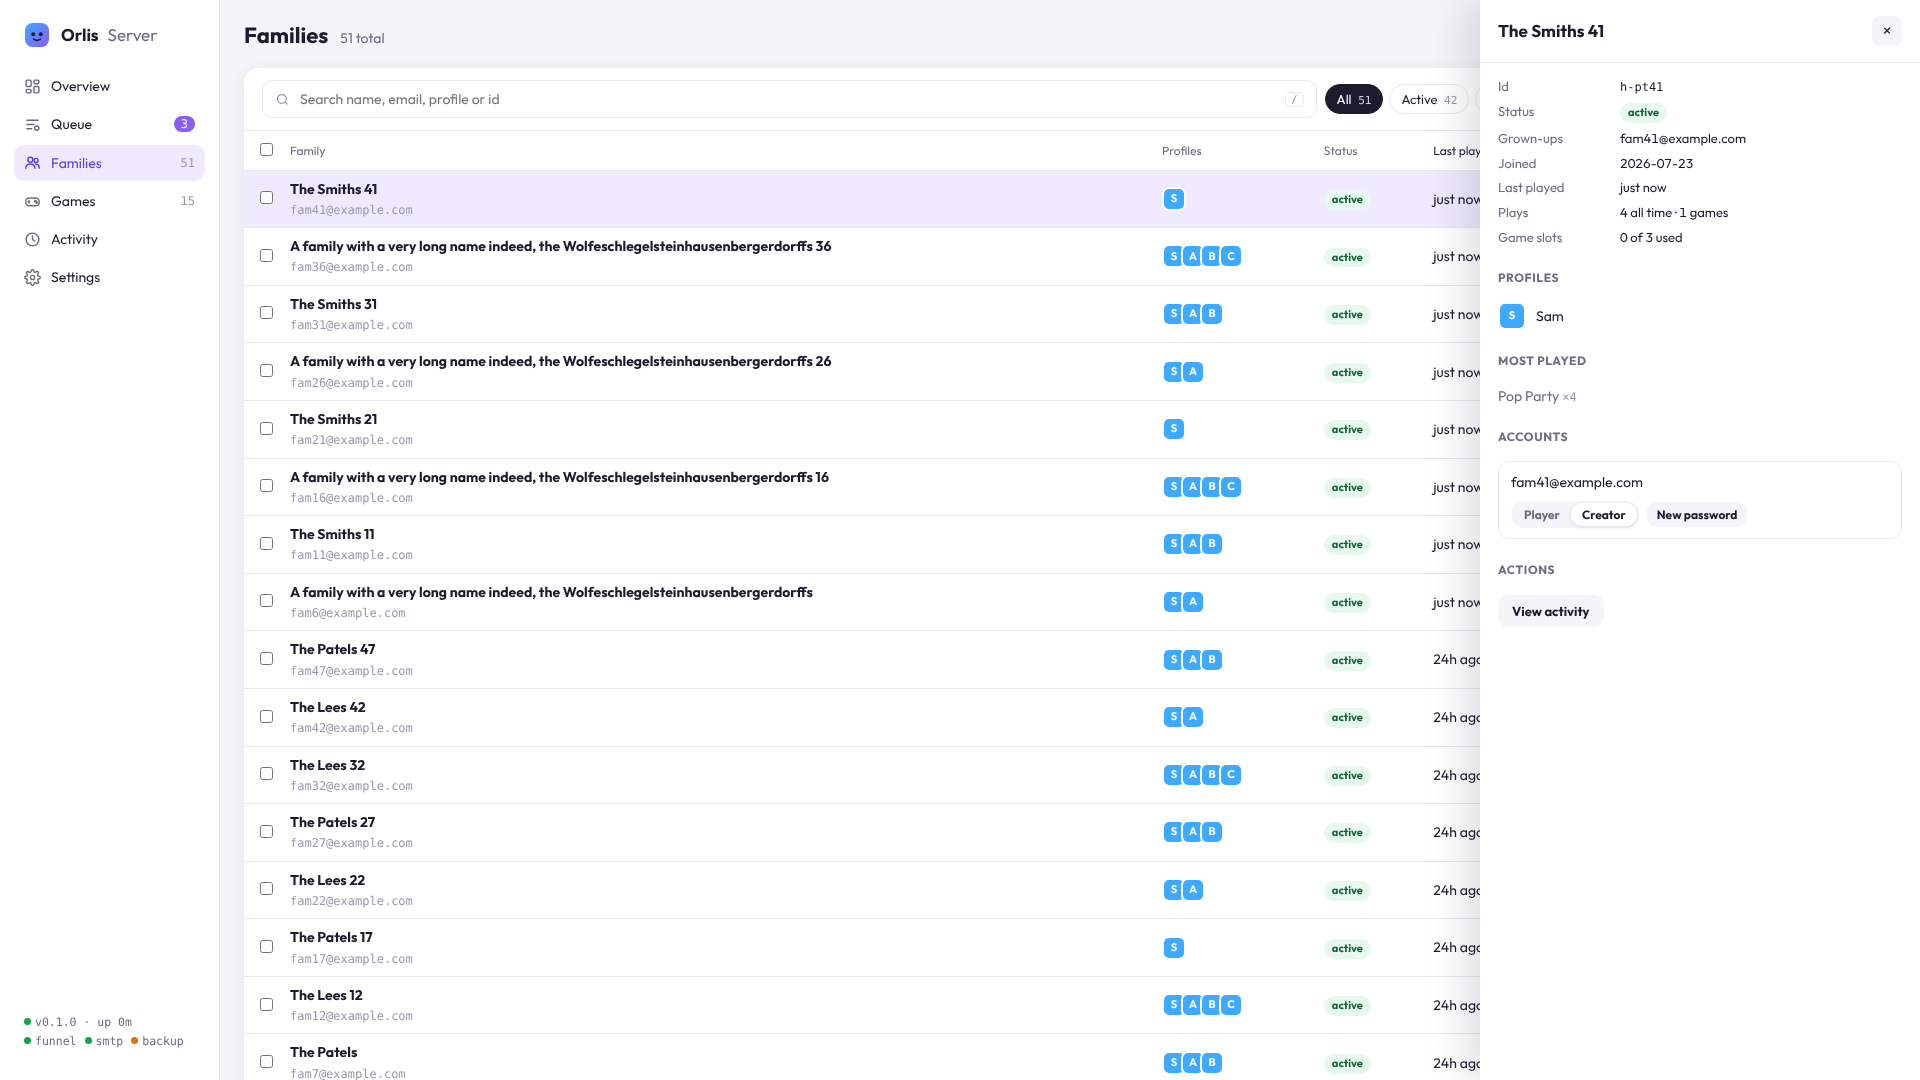 Orlis Server
Overview
Queue 3
Families 51
Games 15
Activity
Settings
v0.1.0 · up 0m
funnel smtp backup
Families 51 total
Search name, email, profile or id /
All 51 Active 42
Family Profiles Status Last play
The Smiths 41
fam41@example.com
S active just now
A family with a very long name indeed, the Wolfeschlegelsteinhausenbergerdorffs 36
fam36@example.com
S A B C active just now
The Smiths 31
fam31@example.com
S A B active just now
A family with a very long name indeed, the Wolfeschlegelsteinhausenbergerdorffs 26
fam26@example.com
S A active just now
The Smiths 21
fam21@example.com
S active just now
A family with a very long name indeed, the Wolfeschlegelsteinhausenbergerdorffs 16
fam16@example.com
S A B C active just now
The Smiths 11
fam11@example.com
S A B active just now
A family with a very long name indeed, the Wolfeschlegelsteinhausenbergerdorffs
fam6@example.com
S A active just now
The Patels 47
fam47@example.com
S A B active 24h ago
The Lees 42
fam42@example.com
S A active 24h ago
The Lees 32
fam32@example.com
S A B C active 24h ago
The Patels 27
fam27@example.com
S A B active 24h ago
The Lees 22
fam22@example.com
S A active 24h ago
The Patels 17
fam17@example.com
S active 24h ago
The Lees 12
fam12@example.com
S A B C active 24h ago
The Patels
fam7@example.com
S A B active 24h ago
The Smiths 41 ×
Id h-pt41
Status active
Grown-ups fam41@example.com
Joined 2026-07-23
Last played just now
Plays 4 all time · 1 games
Game slots 0 of 3 used
PROFILES
S Sam
MOST PLAYED
Pop Party ×4
ACCOUNTS
fam41@example.com
Player Creator New password
ACTIONS
View activity